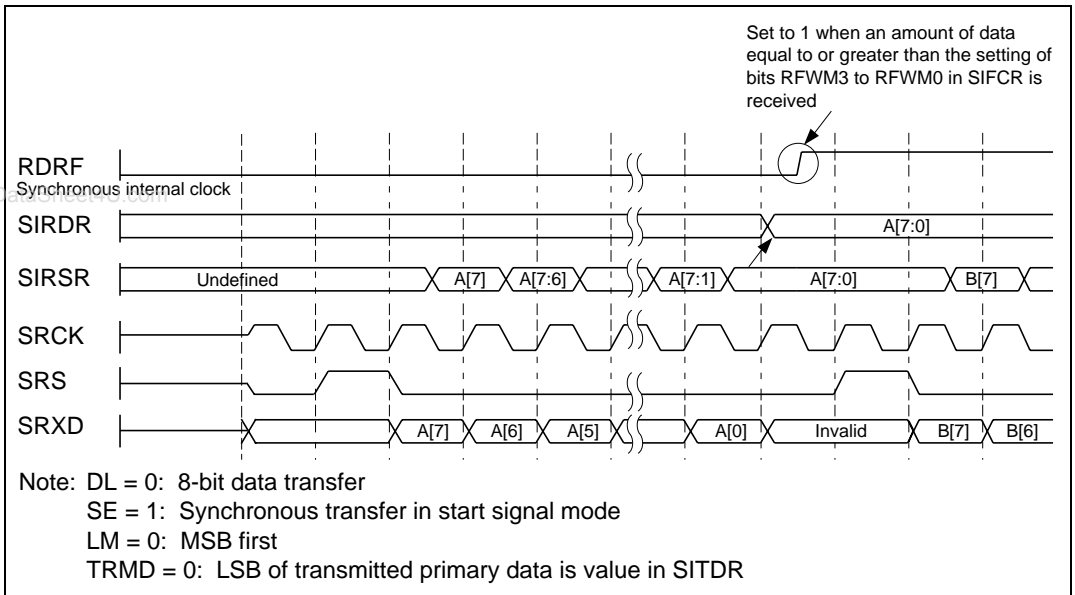 Set to 1 when an amount of data
equal to or greater than the setting of
bits RFWM3 to RFWM0 in SIFCR is
received
RDRF
Synchronous internal clock
SIRDR
A[7:0]
SIRSR
Undefined
A[7]
A[7:6]
A[7:1]
A[7:0]
B[7]
SRCK
SRS
SRXD
A[7]
A[6]
A[5]
A[0]
Invalid
B[7]
B[6]
Note: DL = 0: 8-bit data transfer
SE = 1: Synchronous transfer in start signal mode
LM = 0: MSB first
TRMD = 0: LSB of transmitted primary data is value in SITDR